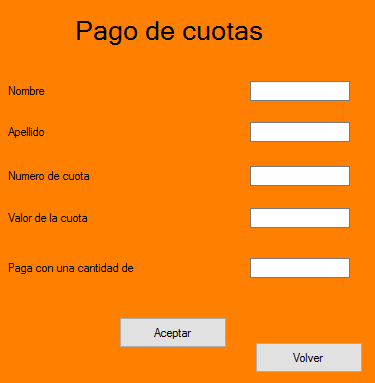 Pago de cuotas
Nombre
Apellido
Numero de cuota
Valor de la cuota
Paga con una cantidad de
Aceptar
Volver